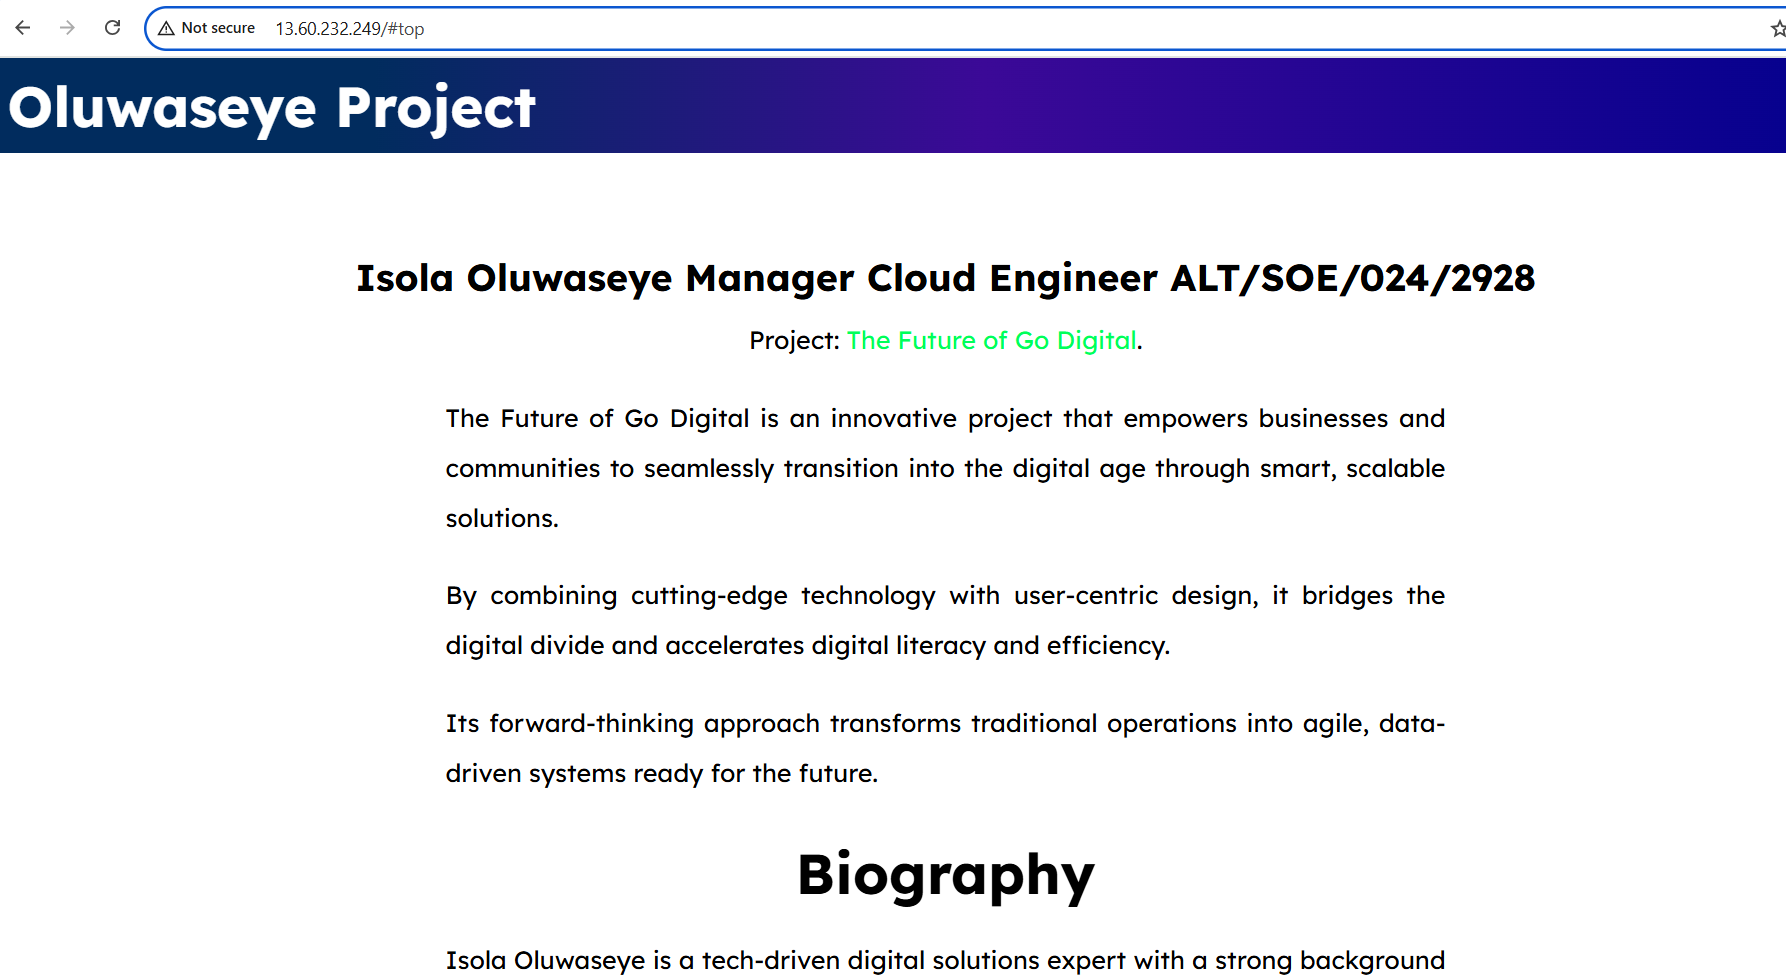 Not secure 13.60.232.249/#top
Oluwaseye Project
Isola Oluwaseye Manager Cloud Engineer ALT/SOE/024/2928
Project: The Future of Go Digital.
The Future of Go Digital is an innovative project that empowers businesses and
communities to seamlessly transition into the digital age through smart, scalable
solutions.
By combining cutting-edge technology with user-centric design, it bridges the
digital divide and accelerates digital literacy and efficiency.
Its forward-thinking approach transforms traditional operations into agile, data-
driven systems ready for the future.
Biography
Isola Oluwaseye is a tech-driven digital solutions expert with a strong background